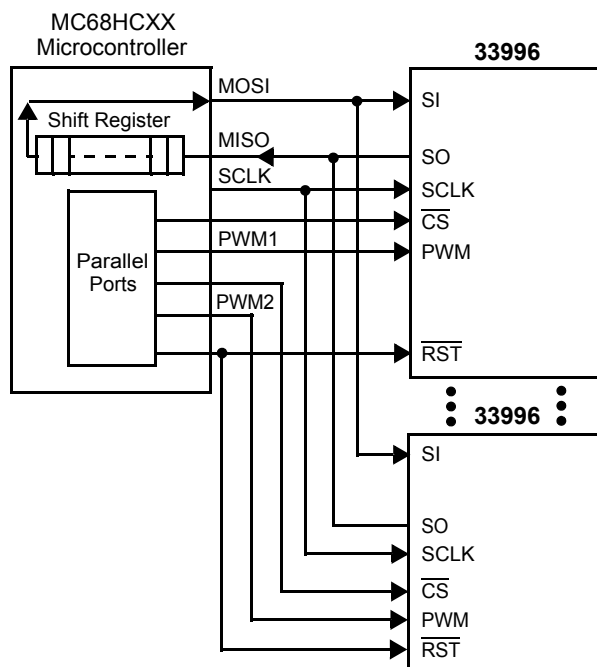 MC68HCXX
Microcontroller
33996
MOSI
SI
Shift Register
MISO
SO
SCLK
SCLK
CS
PWM1
PWM
Parallel
Ports
PWM2
RST
33996
SI
SO
SCLK
CS
PWM
RST